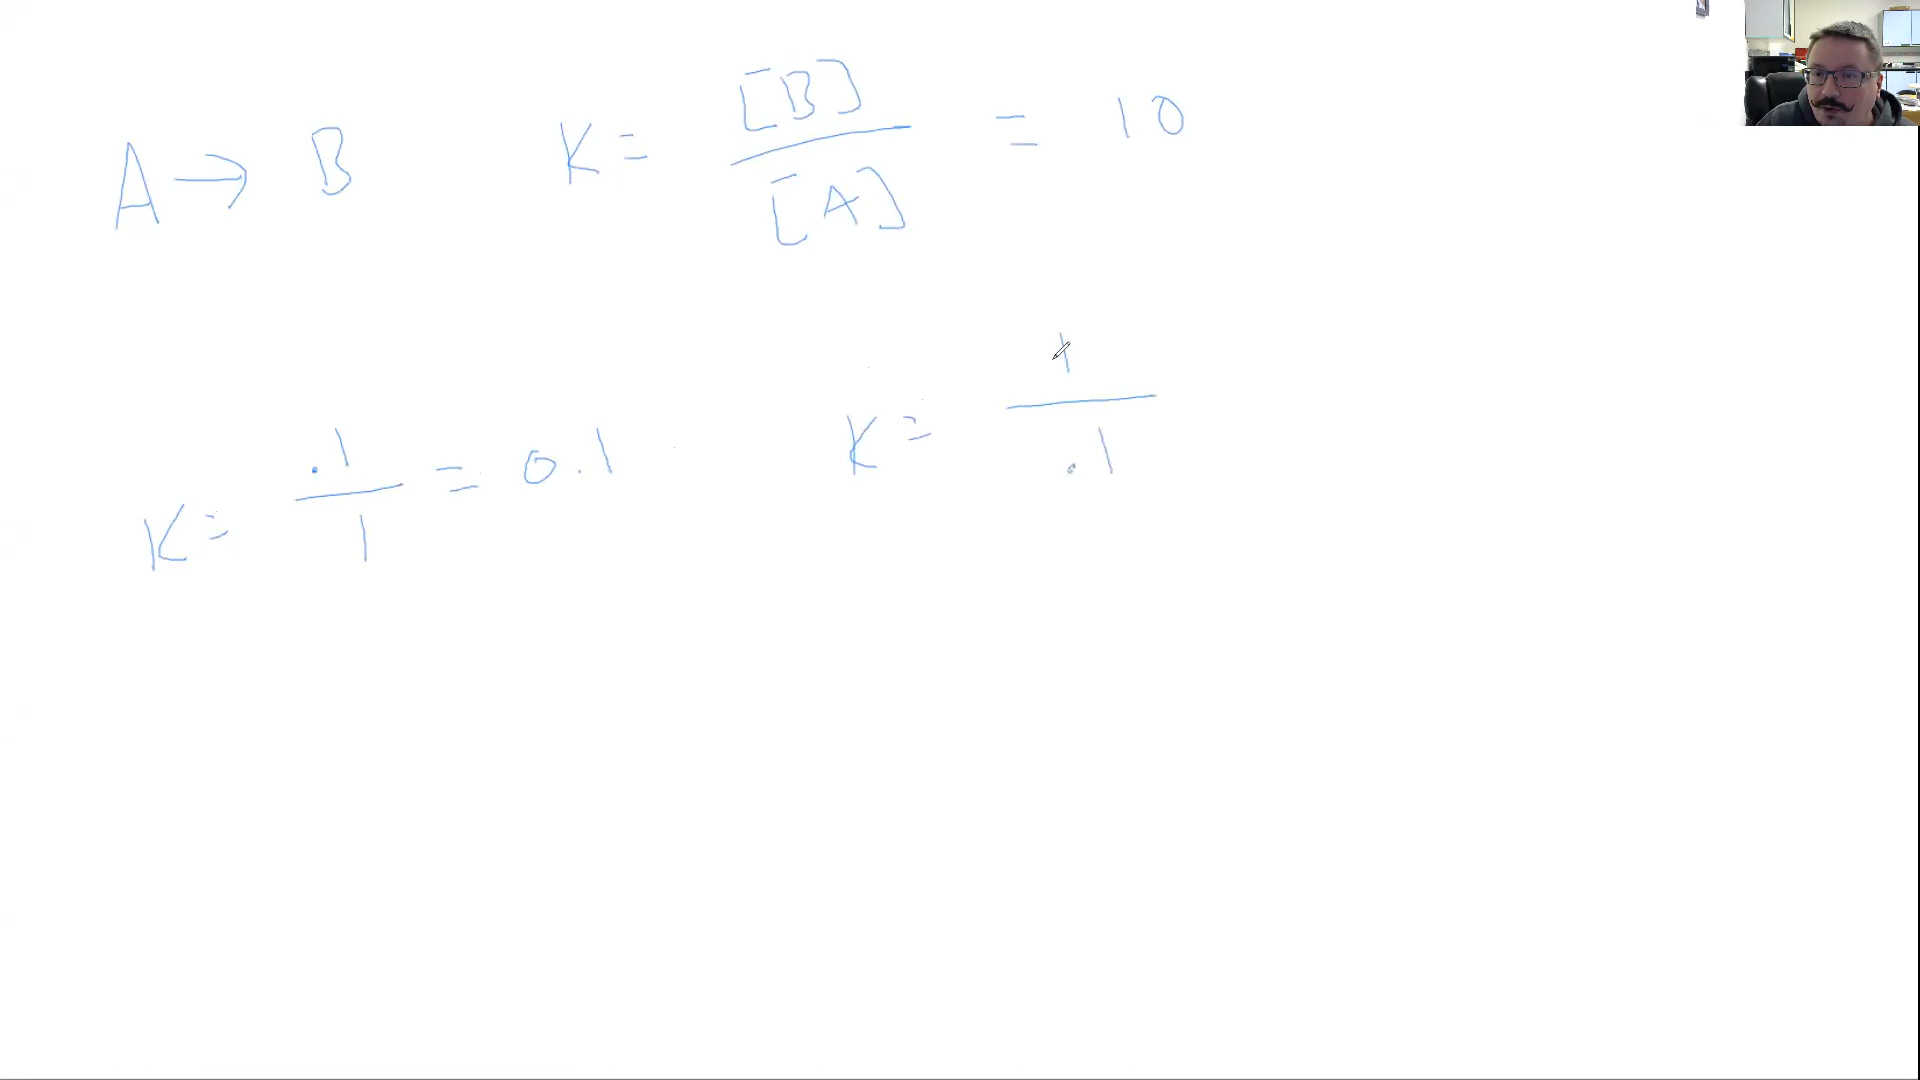 A → B K = [B] / [A] = 10
K = .1 / 1 = 0.1 K = 1 / .1